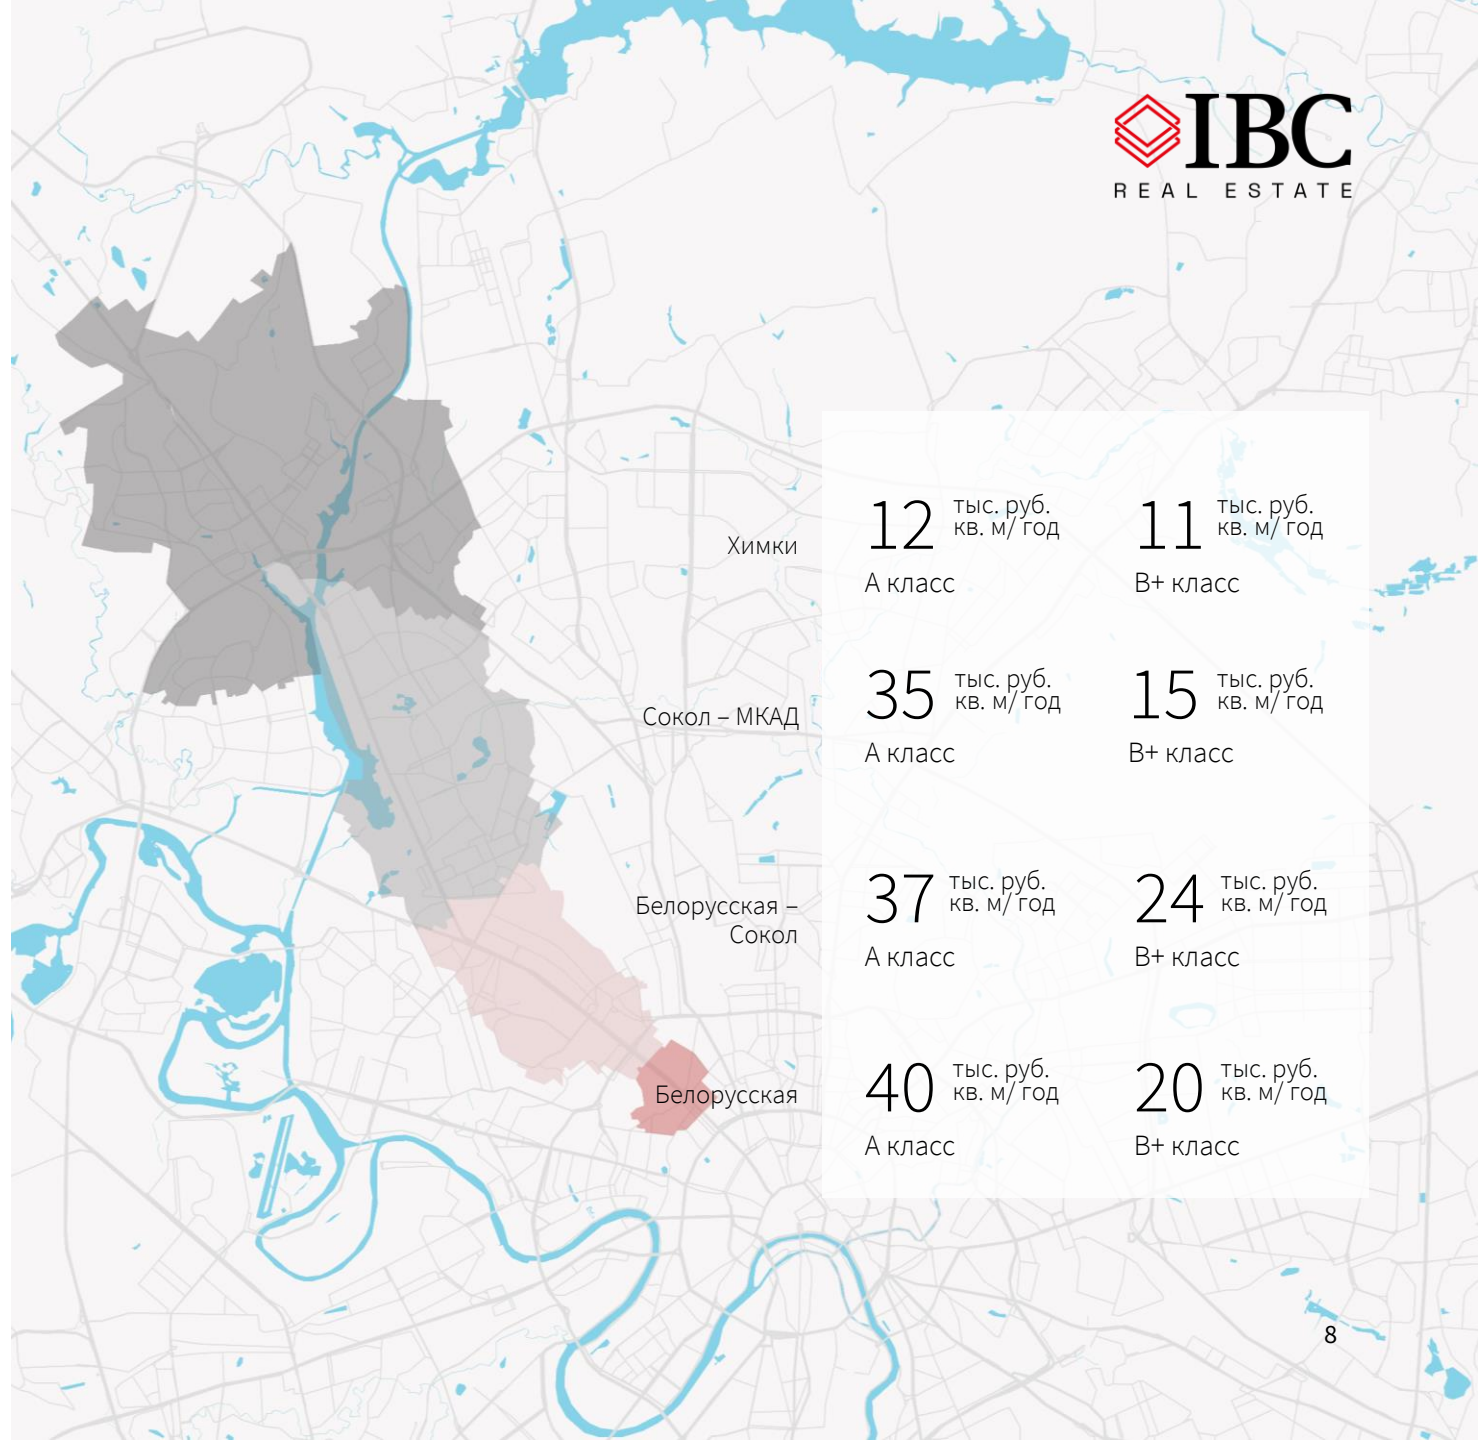 IBC
REAL ESTATE
Химки
12 тыс. руб.
кв. м/ год
А класс
11 тыс. руб.
кв. м/ год
В+ класс
Сокол – МКАД
35 тыс. руб.
кв. м/ год
А класс
15 тыс. руб.
кв. м/ год
В+ класс
Белорусская –
Сокол
37 тыс. руб.
кв. м/ год
А класс
24 тыс. руб.
кв. м/ год
В+ класс
Белорусская
40 тыс. руб.
кв. м/ год
А класс
20 тыс. руб.
кв. м/ год
В+ класс
8